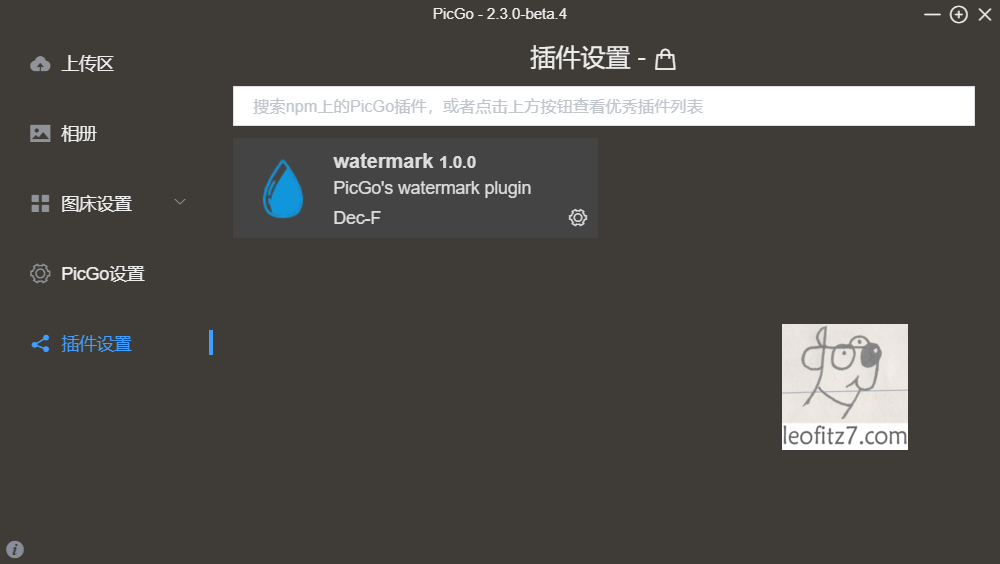 PicGo - 2.3.0-beta.4
上传区
相册
图床设置
PicGo设置
插件设置
插件设置 -
搜索npm上的PicGo插件，或者点击上方按钮查看优秀插件列表
watermark 1.0.0
PicGo's watermark plugin
Dec-F
leofitz7.com